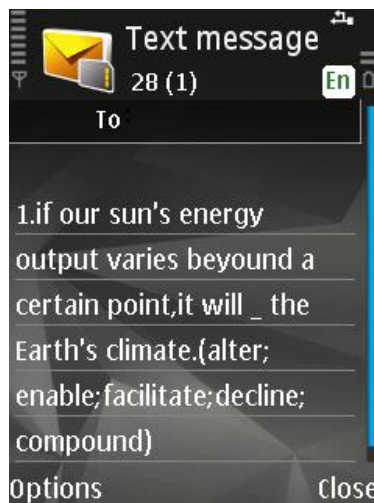 Text message
28 (1)
En
To
1.if our sun's energy
output varies beyound a
certain point,it will _ the
Earth's climate.(alter;
enable;facilitate;decline;
compound)
Options Close